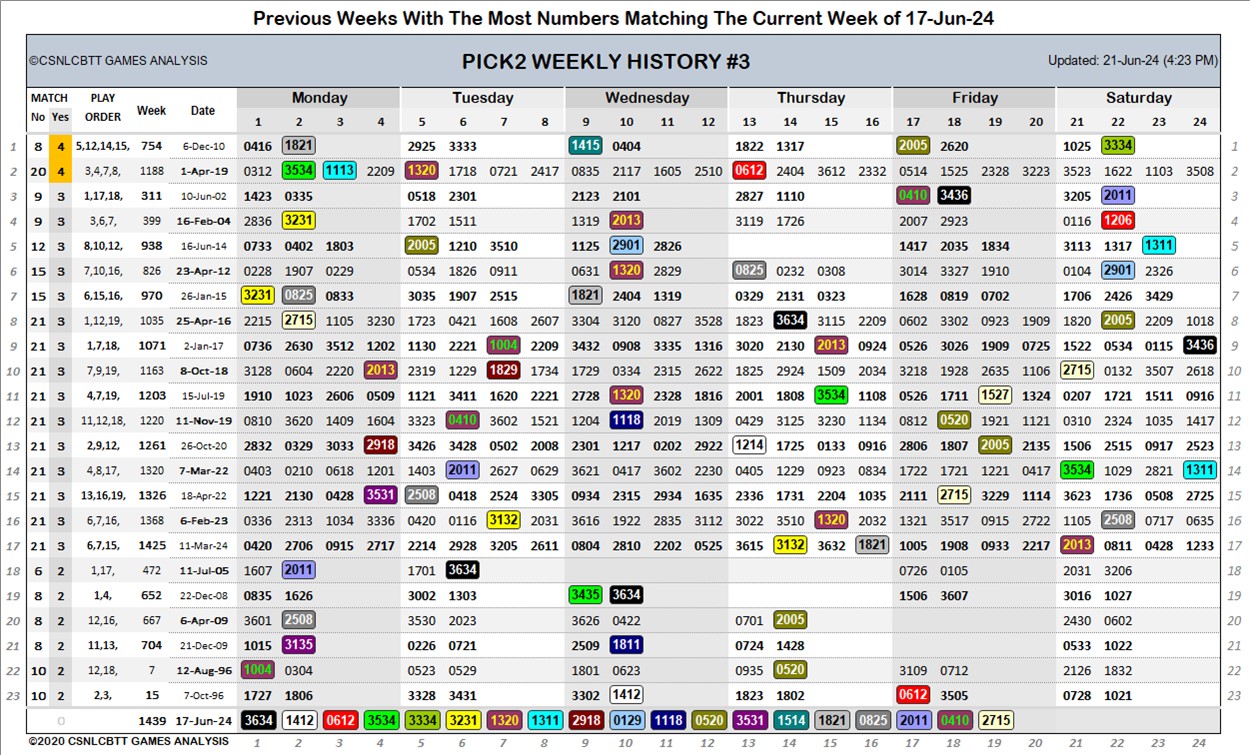 Previous Weeks With The Most Numbers Matching The Current Week of 17-Jun-24
©CSNLCBTT GAMES ANALYSIS PICK2 WEEKLY HISTORY #3 Updated: 21-Jun-24 (4:23 PM)
MATCH PLAY ORDER Week Date Monday Tuesday Wednesday Thursday Friday Saturday
No Yes 1 2 3 4 5 6 7 8 9 10 11 12 13 14 15 16 17 18 19 20 21 22 23 24
1 8 4 5,12,14,15, 754 6-Dec-10 0416 1821 2925 3333 1415 0404 1822 1317 2005 2620 1025 3334 1
2 20 4 3,4,7,8, 1188 1-Apr-19 0312 3534 1113 2209 1320 1718 0721 2417 0835 2117 1605 2510 0612 2404 3612 2332 0514 1525 2328 3223 3523 1622 1103 3508 2
3 9 3 1,17,18, 311 10-Jun-02 1423 0335 0518 2301 2123 2101 2827 1110 0410 3436 3205 2011 3
4 9 3 3,6,7, 399 16-Feb-04 2836 3231 1702 1511 1319 2013 3119 1726 2007 2923 0116 1206 4
5 12 3 8,10,12, 938 16-Jun-14 0733 0402 1803 2005 1210 3510 1125 2901 2826 1417 2035 1834 3113 1317 1311 5
6 15 3 7,10,16, 826 23-Apr-12 0228 1907 0229 0534 1826 0911 0631 1320 2829 0825 0232 0308 3014 3327 1910 0104 2901 2326 6
7 15 3 6,15,16, 970 26-Jan-15 3231 0825 0833 3035 1907 2515 1821 2404 1319 0329 2131 0323 1628 0819 0702 1706 2426 3429 7
8 21 3 1,12,19, 1035 25-Apr-16 2215 2715 1105 3230 1723 0421 1608 2607 3304 3120 0827 3528 1823 3634 3115 2209 0602 3302 0923 1909 1820 2005 2209 1018 8
9 21 3 1,7,18, 1071 2-Jan-17 0736 2630 3512 1202 1130 2221 1004 2209 3432 0908 3335 1316 3020 2130 2013 0924 0526 3026 1909 0725 1522 0534 0115 3436 9
10 21 3 7,9,19, 1163 8-Oct-18 3128 0604 2220 2013 2319 1229 1829 1734 1729 0334 2315 2622 1825 2924 1509 2034 3218 1928 2635 1106 2715 0132 3507 2618 10
11 21 3 4,7,19, 1203 15-Jul-19 1910 1023 2606 0509 1121 3411 1620 2221 2728 1320 2328 1816 2001 1808 3534 1108 0526 1711 1527 1324 0207 1721 1511 0916 11
12 21 3 11,12,18, 1220 11-Nov-19 0810 3620 1409 1604 3323 0410 3602 1521 1204 1118 2019 1309 0429 3125 3230 1134 0812 0520 1921 1121 0310 2324 1035 1417 12
13 21 3 2,9,12, 1261 26-Oct-20 2832 0329 3033 2918 3426 3428 0502 2008 2301 1217 0202 2922 1214 1725 0133 0916 2806 1807 2005 2135 1506 2515 0917 2523 13
14 21 3 4,8,17, 1320 7-Mar-22 0403 0210 0618 1201 1403 2011 2627 0629 3621 0417 3602 2230 0405 1229 0923 0834 1722 1721 1221 0417 3534 1029 2821 1311 14
15 21 3 13,16,19, 1326 18-Apr-22 1221 2130 0428 3531 2508 0418 2524 3305 0934 2315 2934 1635 2336 1731 2204 1035 2111 2715 3229 1114 3623 1736 0508 2725 15
16 21 3 6,7,16, 1368 6-Feb-23 0336 2313 1034 3336 0420 0116 3132 2031 3616 1922 2835 3112 3022 3510 1320 2032 1321 3517 0915 2722 1105 2508 0717 0635 16
17 21 3 6,7,15, 1425 11-Mar-24 0420 2706 0915 2717 2214 2928 3205 2611 0804 2810 2202 0525 3615 3132 3632 1821 1005 1908 0933 2217 2013 0811 0428 1233 17
18 6 2 1,17, 472 11-Jul-05 1607 2011 1701 3634 0726 0105 2031 3206 18
19 8 2 1,4, 652 22-Dec-08 0835 1626 3002 1303 3435 3634 1506 3607 3016 1027 19
20 8 2 12,16, 667 6-Apr-09 3601 2508 3530 2023 3626 0422 0701 2005 2430 0602 20
21 8 2 11,13, 704 21-Dec-09 1015 3135 0226 0721 2509 1811 0724 1428 0533 1022 21
22 10 2 12,18, 7 12-Aug-96 1004 0304 0523 0529 1801 0623 0935 0520 3109 0712 2126 1832 22
23 10 2 2,3, 15 7-Oct-96 1727 1806 3328 3431 3302 1412 1823 1802 0612 3505 0728 1021 23
0 1439 17-Jun-24 3634 1412 0612 3534 3334 3231 1320 1311 2918 0129 1118 0520 3531 1514 1821 0825 2011 0410 2715
©2020 CSNLCBTT GAMES ANALYSIS 1 2 3 4 5 6 7 8 9 10 11 12 13 14 15 16 17 18 19 20 21 22 23 24